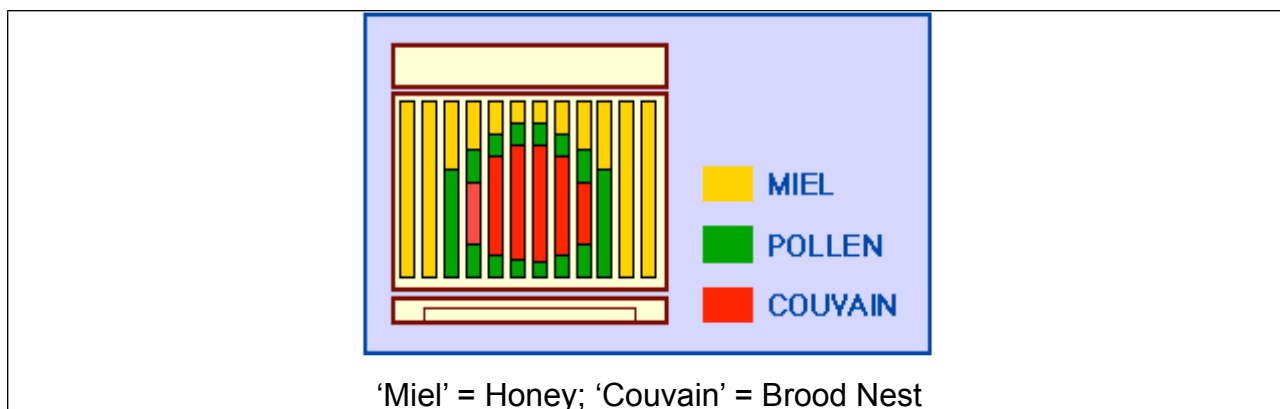 MIEL
POLLEN
COUVAIN
‘Miel’ = Honey; ‘Couvain’ = Brood Nest